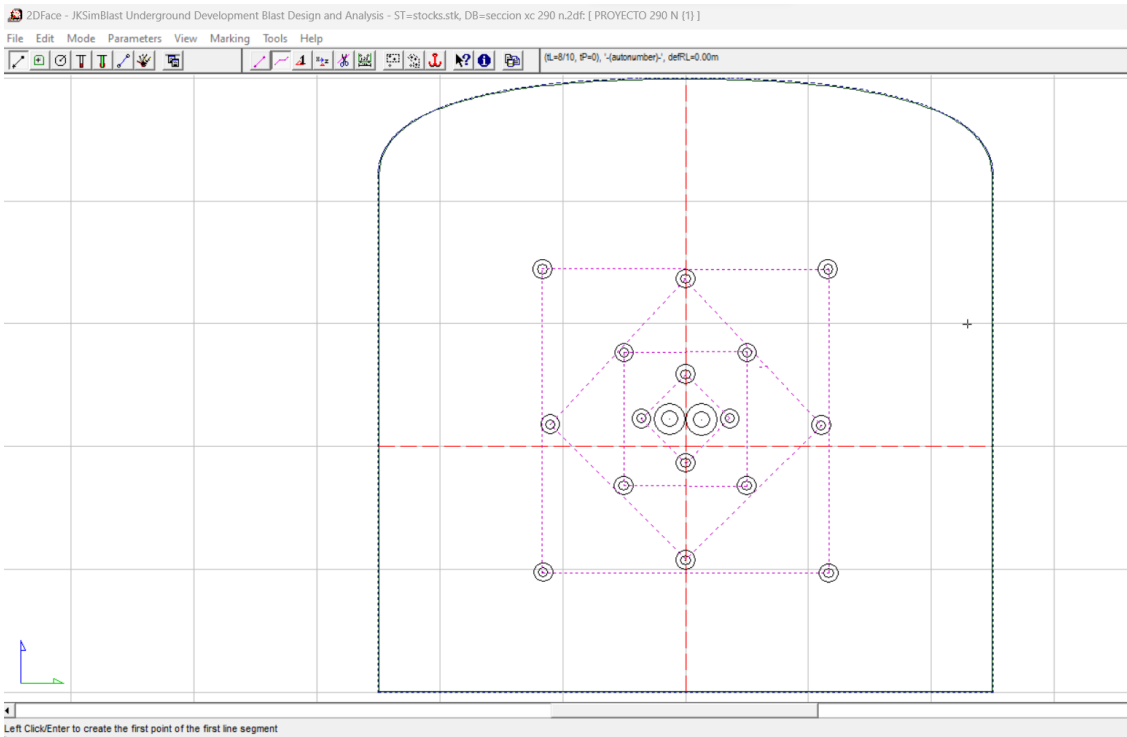 2DFace - JKSimBlast Underground Development Blast Design and Analysis - ST=stocks.stk, DB=seccion xc 290 n.2df: [ PROYECTO 290 N {1} ]
File Edit Mode Parameters View Marking Tools Help
(tL=8/10, tP=0), '-(autonumber)-', defRL=0.00m
Left Click/Enter to create the first point of the first line segment